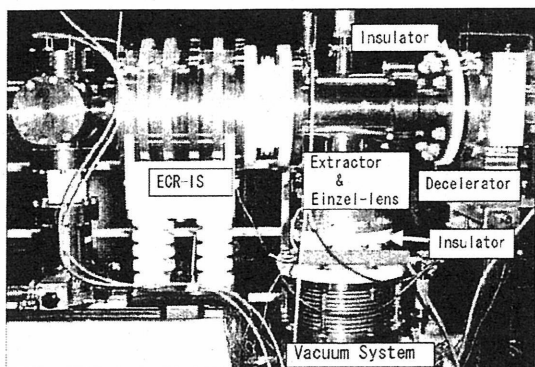 Insulator
ECR-IS
Extractor
&
Einzel-lens
Decelerator
Insulator
Vacuum System